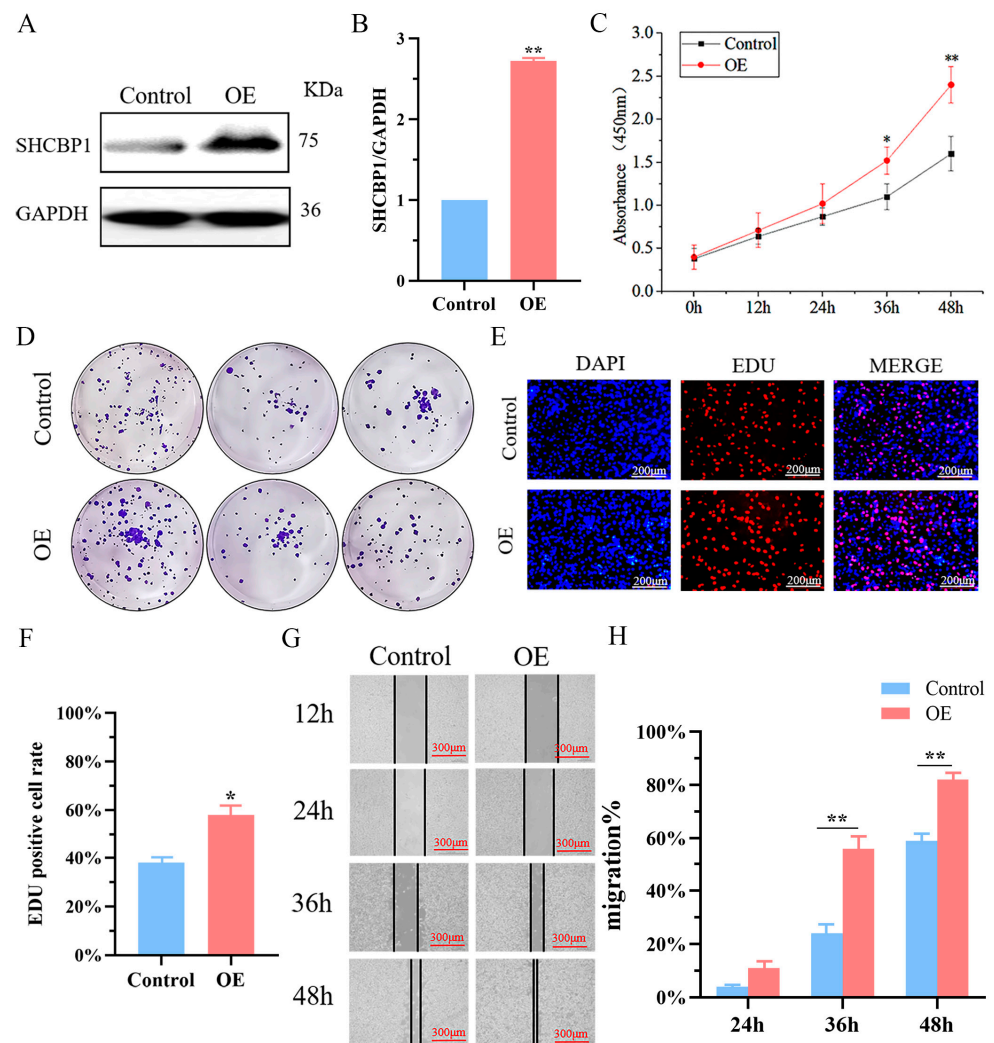 A
Control OE KDa
SHCBP1 75
GAPDH 36
B
SHCBP1/GAPDH
3
2
1
0
**
Control OE
C
Absorbance（450nm）
3.0
2.5
2.0
1.5
1.0
0.5
0.0
Control
OE
*
**
0h 12h 24h 36h 48h
D
Control
OE
E
DAPI EDU MERGE
Control
200μm 200μm 200μm
OE
200μm 200μm 200μm
F
EDU positive cell rate
100%
80%
60%
40%
20%
0%
*
Control OE
G
Control OE
12h 300μm 300μm
24h 300μm 300μm
36h 300μm 300μm
48h 300μm 300μm
H
Control
OE
migration%
100%
80%
60%
40%
20%
0%
**
**
24h 36h 48h